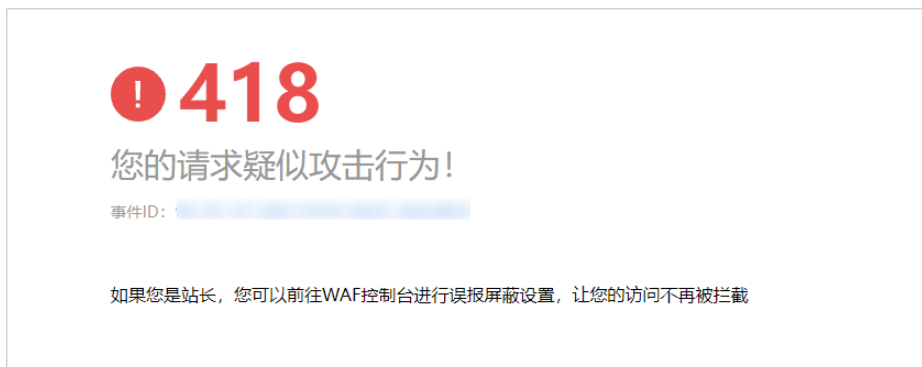 ! 418
您的请求疑似攻击行为！
事件ID：
如果您是站长，您可以前往WAF控制台进行误报屏蔽设置，让您的访问不再被拦截